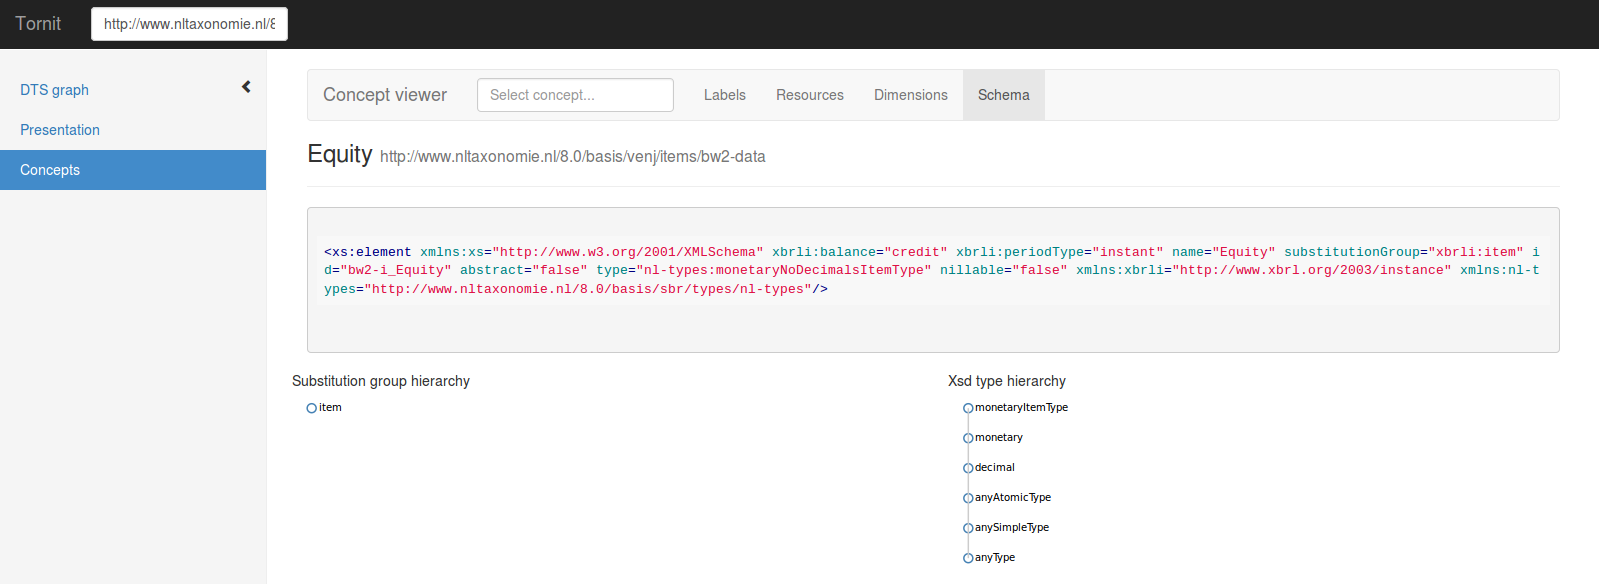 Tornit http://www.nltaxonomie.nl/8
DTS graph
Presentation
Concepts
Concept viewer Select concept... Labels Resources Dimensions Schema
Equity http://www.nltaxonomie.nl/8.0/basis/venj/items/bw2-data
<xs:element xmlns:xs="http://www.w3.org/2001/XMLSchema" xbrli:balance="credit" xbrli:periodType="instant" name="Equity" substitutionGroup="xbrli:item" i
d="bw2-i_Equity" abstract="false" type="nl-types:monetaryNoDecimalsItemType" nillable="false" xmlns:xbrli="http://www.xbrl.org/2003/instance" xmlns:nl-t
ypes="http://www.nltaxonomie.nl/8.0/basis/sbr/types/nl-types"/>
Substitution group hierarchy
item
Xsd type hierarchy
monetaryItemType
monetary
decimal
anyAtomicType
anySimpleType
anyType